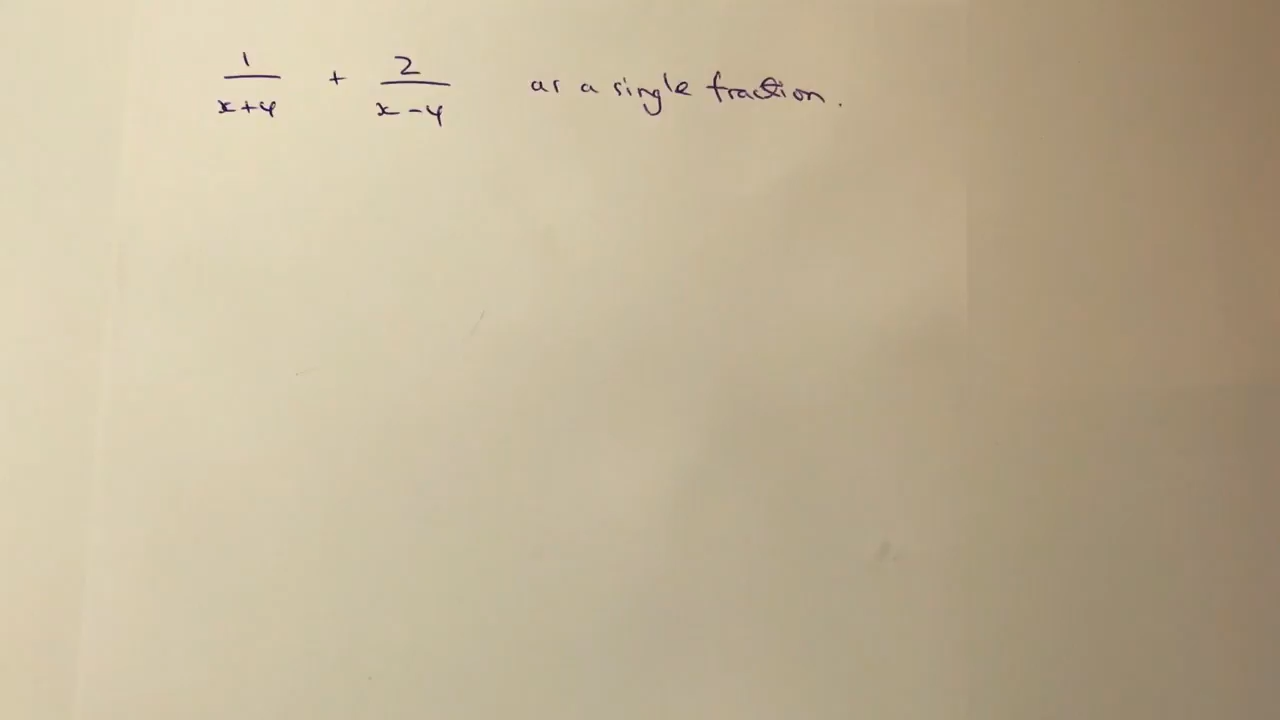 1/(x+4) + 2/(x-4) as a single fraction.